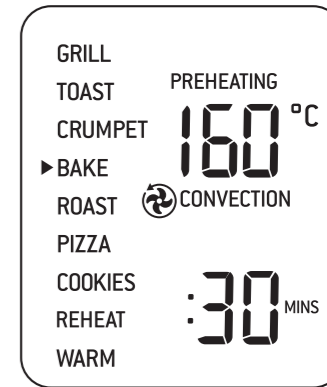 GRILL
TOAST
CRUMPET
BAKE
ROAST
PIZZA
COOKIES
REHEAT
WARM
PREHEATING
160 °C
CONVECTION
:30 MINS